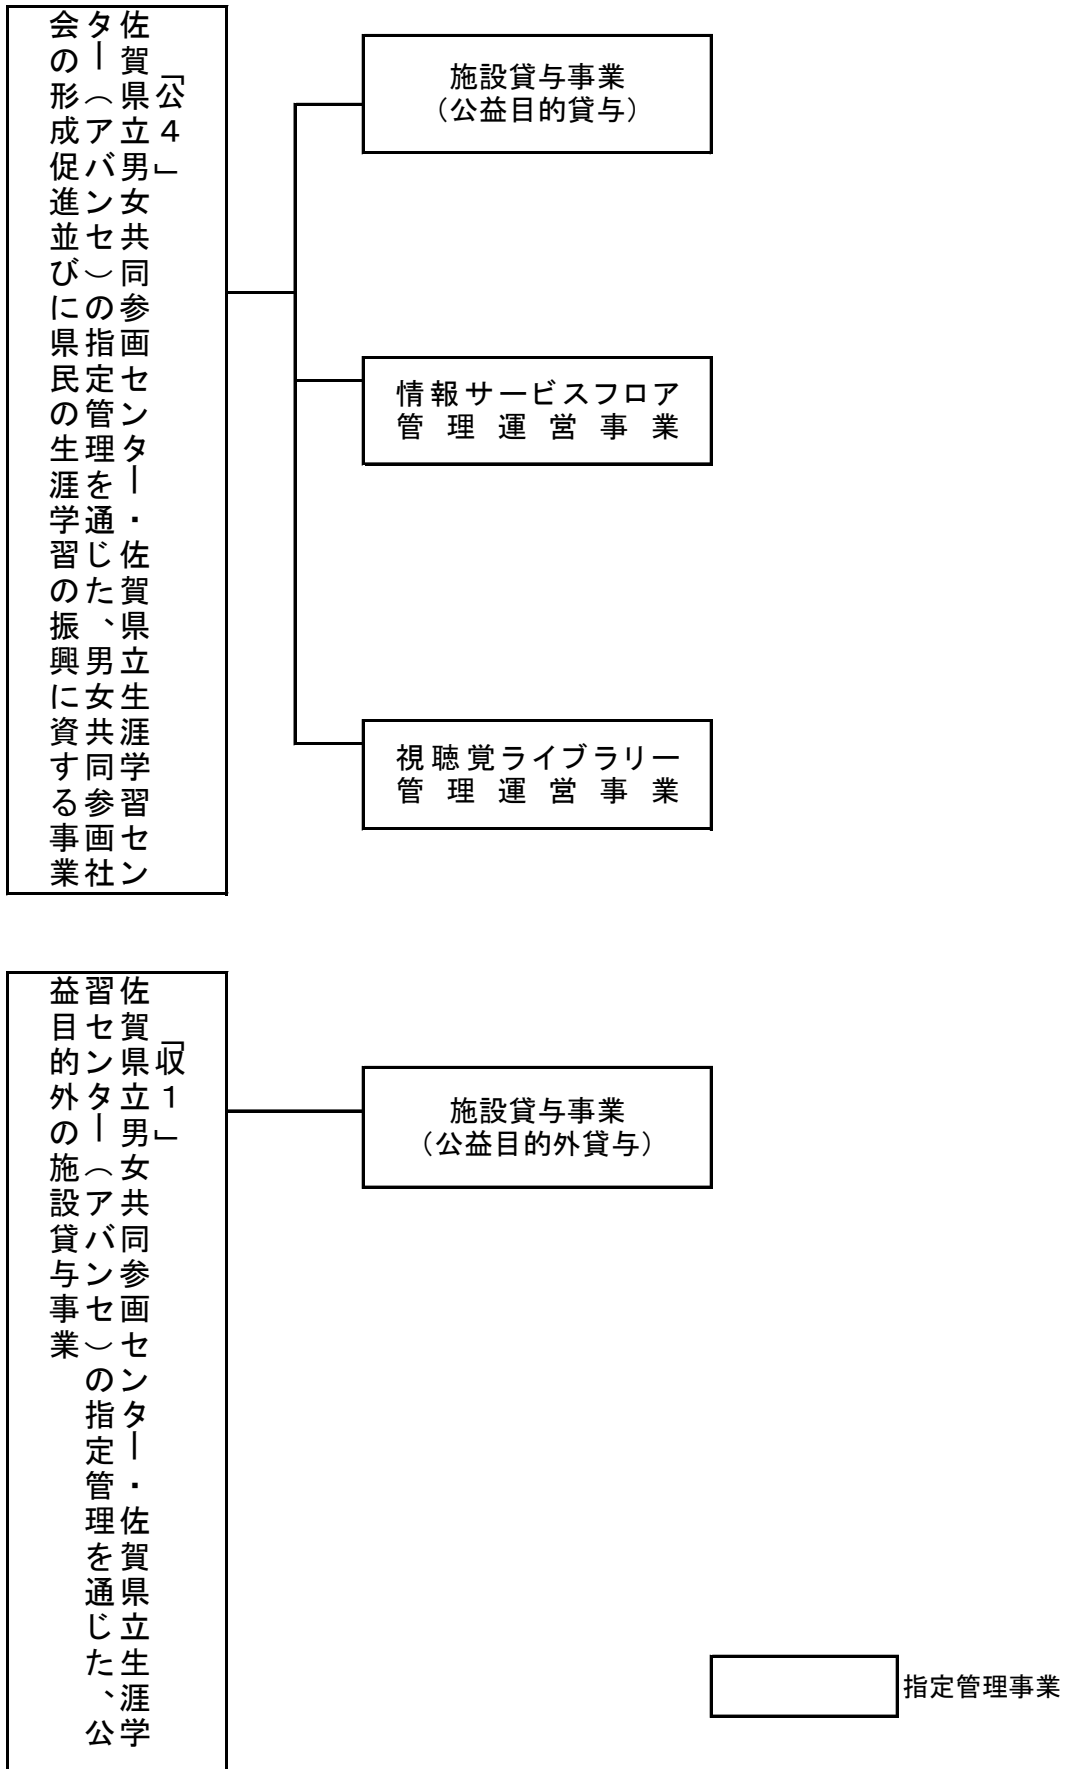 「公４」
佐賀県立男女共同参画センター・佐賀県立生涯学習セン
ター（アバンセ）の指定管理を通じた、男女共同参画社
会の形成促進並びに県民の生涯学習の振興に資する事業
施設貸与事業
（公益目的貸与）
情報サービスフロア
管理運営事業
視聴覚ライブラリー
管理運営事業
「収１」
佐賀県立男女共同参画センター・佐賀県立生涯学
習センター（アバンセ）の指定管理を通じた、公
益目的外の施設貸与事業
施設貸与事業
（公益目的外貸与）
指定管理事業